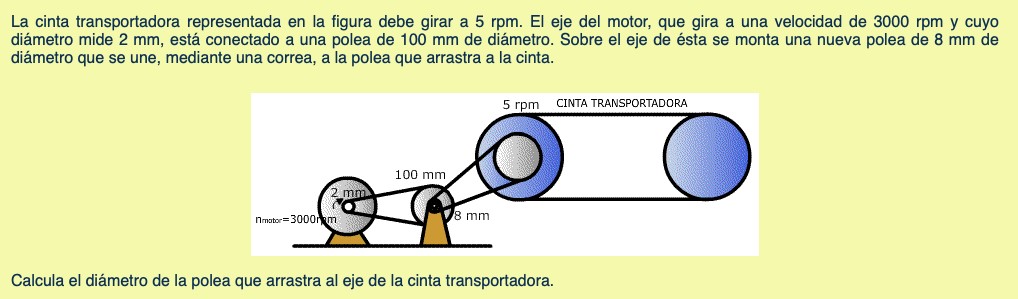 La cinta transportadora representada en la figura debe girar a 5 rpm. El eje del motor, que gira a una velocidad de 3000 rpm y cuyo
diámetro mide 2 mm, está conectado a una polea de 100 mm de diámetro. Sobre el eje de ésta se monta una nueva polea de 8 mm de
diámetro que se une, mediante una correa, a la polea que arrastra a la cinta.
5 rpm CINTA TRANSPORTADORA
100 mm
2 mm
8 mm
nmotor=3000rpm
Calcula el diámetro de la polea que arrastra al eje de la cinta transportadora.